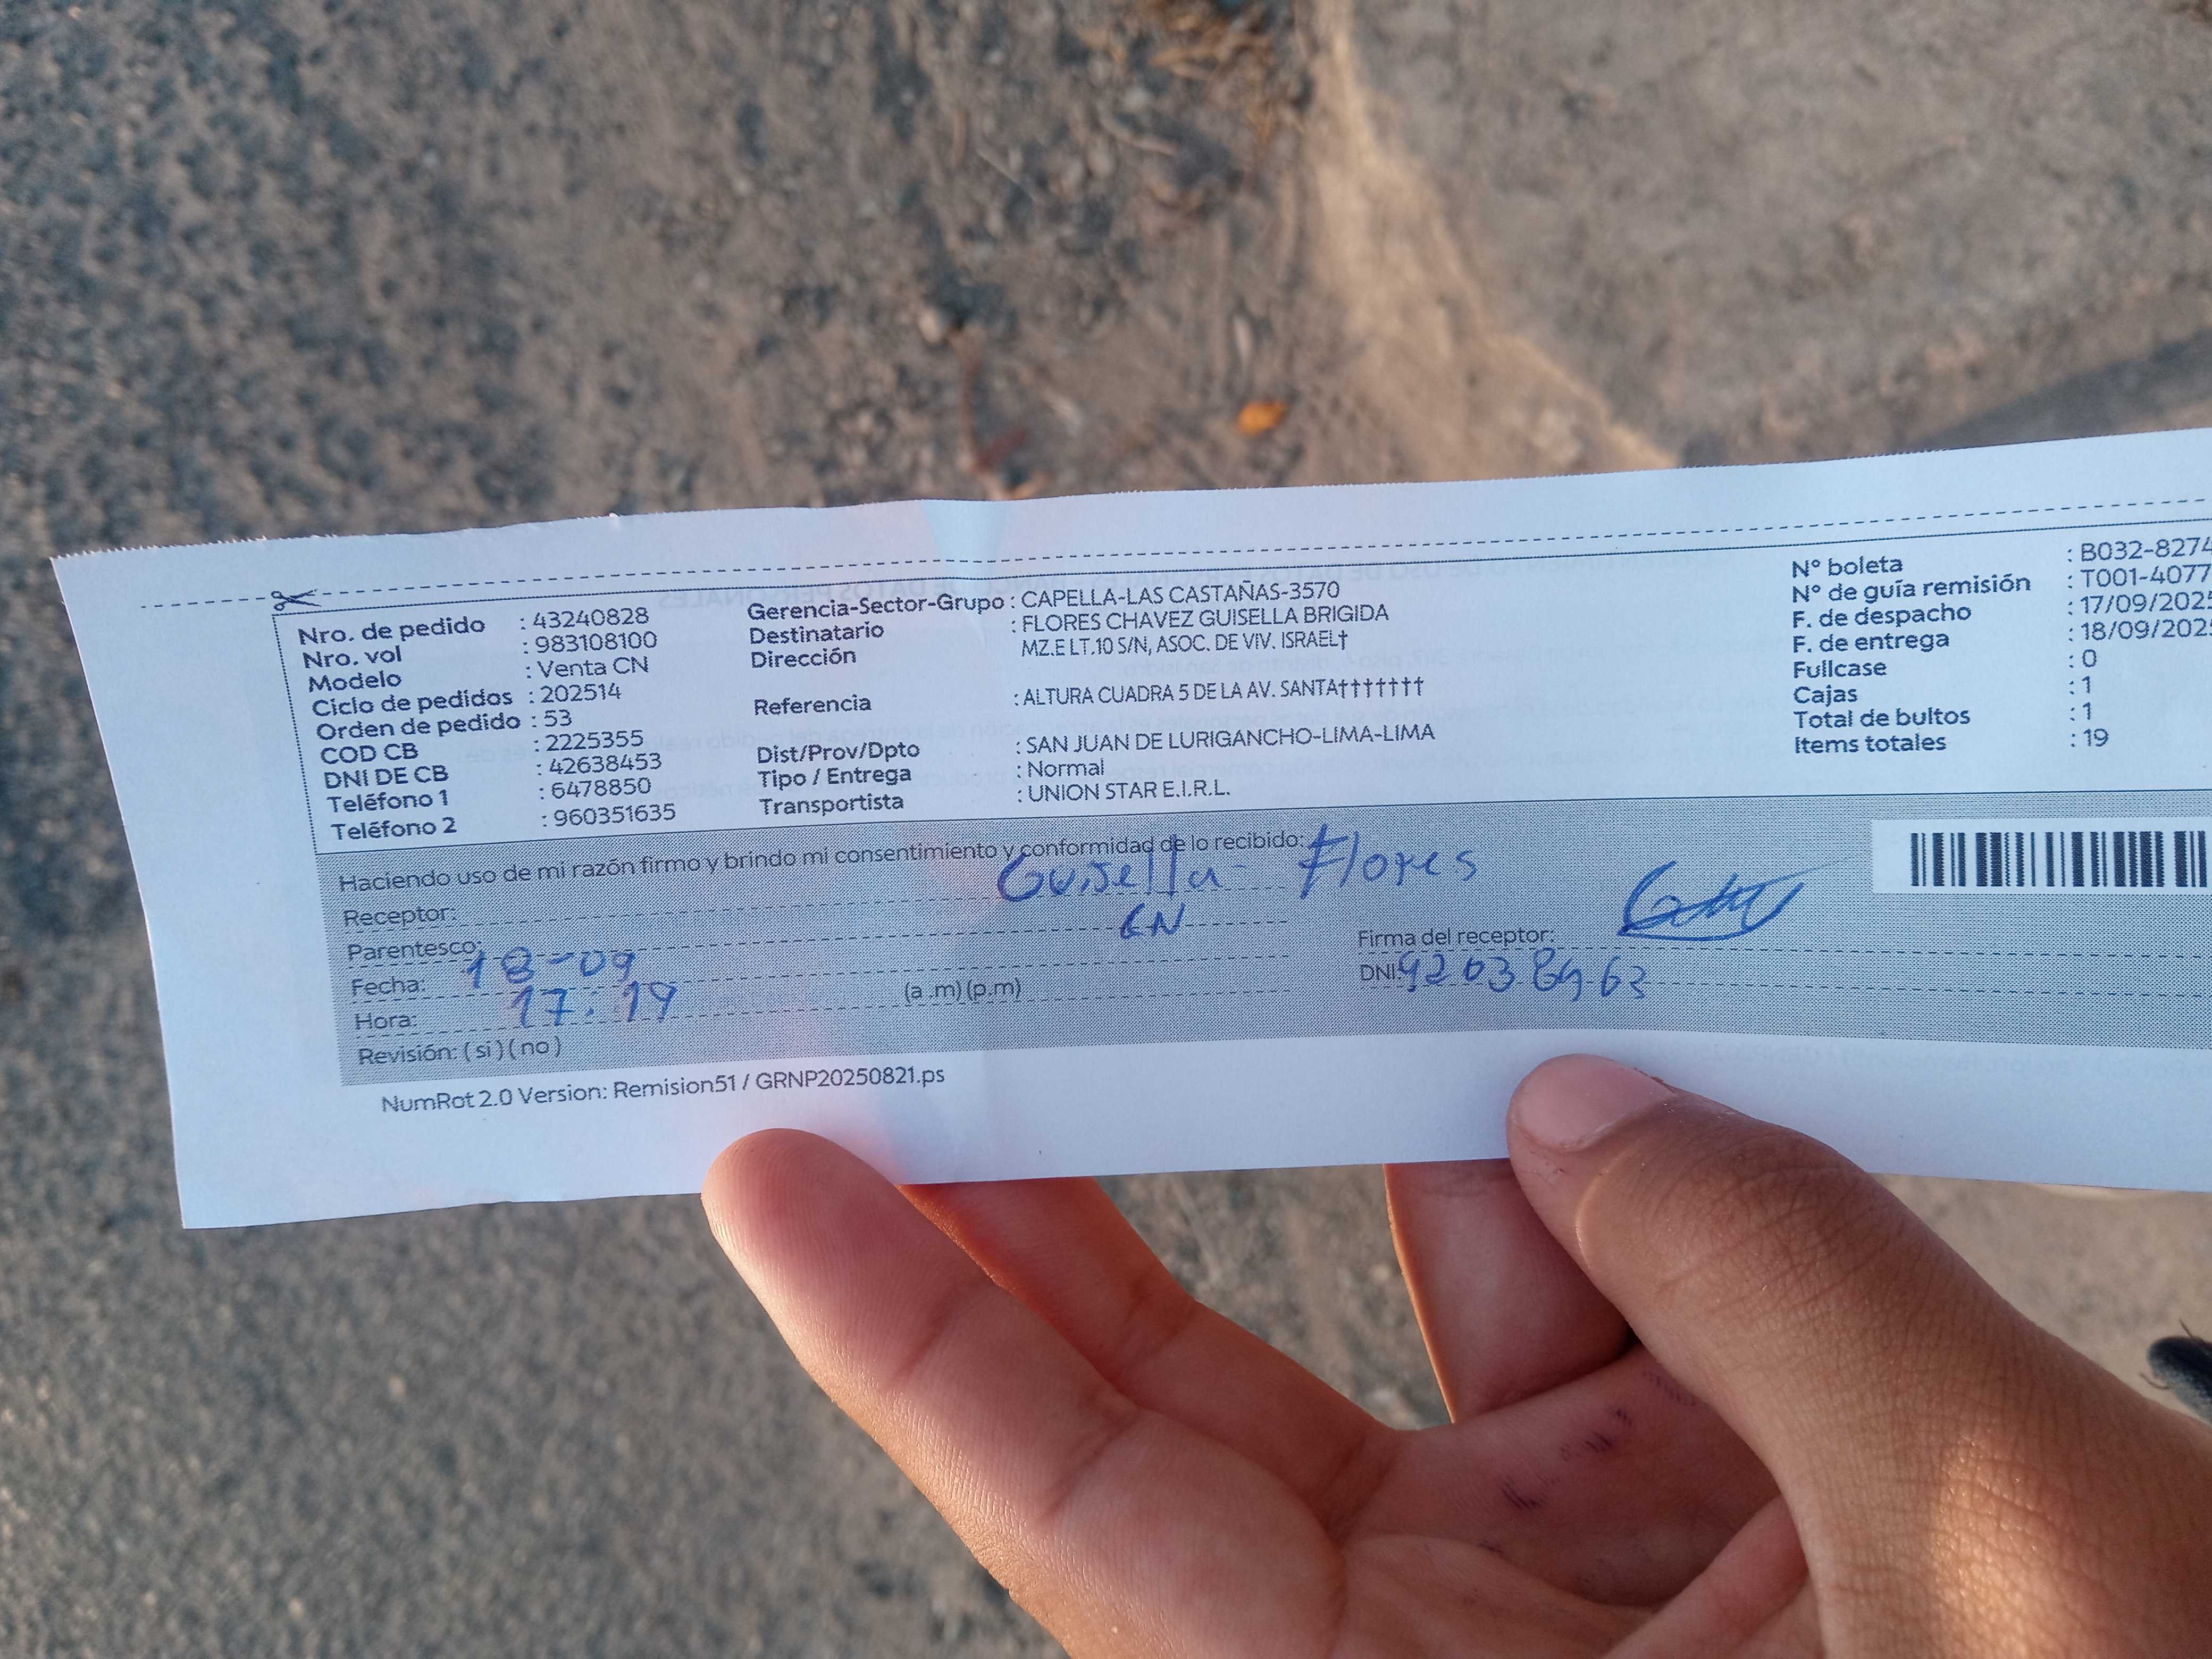 Nro. de pedido : 43240828
Nro. vol : 983108100
Modelo : Venta CN
Ciclo de pedidos : 202514
Orden de pedido : 53
COD CB : 2225355
DNI DE CB : 42638453
Teléfono 1 : 6478850
Teléfono 2 : 960351635
Gerencia-Sector-Grupo : CAPELLA-LAS CASTAÑAS-3570
Destinatario : FLORES CHAVEZ GUISELLA BRIGIDA
Dirección MZ.E LT.10 S/N, ASOC. DE VIV. ISRAEL†
Referencia : ALTURA CUADRA 5 DE LA AV. SANTA†††††††
Dist/Prov/Dpto : SAN JUAN DE LURIGANCHO-LIMA-LIMA
Tipo / Entrega : Normal
Transportista : UNION STAR E.I.R.L.
N° boleta : B032-8274
N° de guía remisión : T001-4077
F. de despacho : 17/09/2025
F. de entrega : 18/09/202
Fullcase : 0
Cajas : 1
Total de bultos : 1
Items totales : 19
Haciendo uso de mi razón firmo y brindo mi consentimiento y conformidad de lo recibido:
Receptor: Guisella Flores
Parentesco: CN
Fecha: 18-09
Hora: 17:19 (a .m) (p.m)
Revisión: ( si ) ( no )
Firma del receptor:
DNI:
NumRot 2.0 Version: Remision51 / GRNP20250821.ps